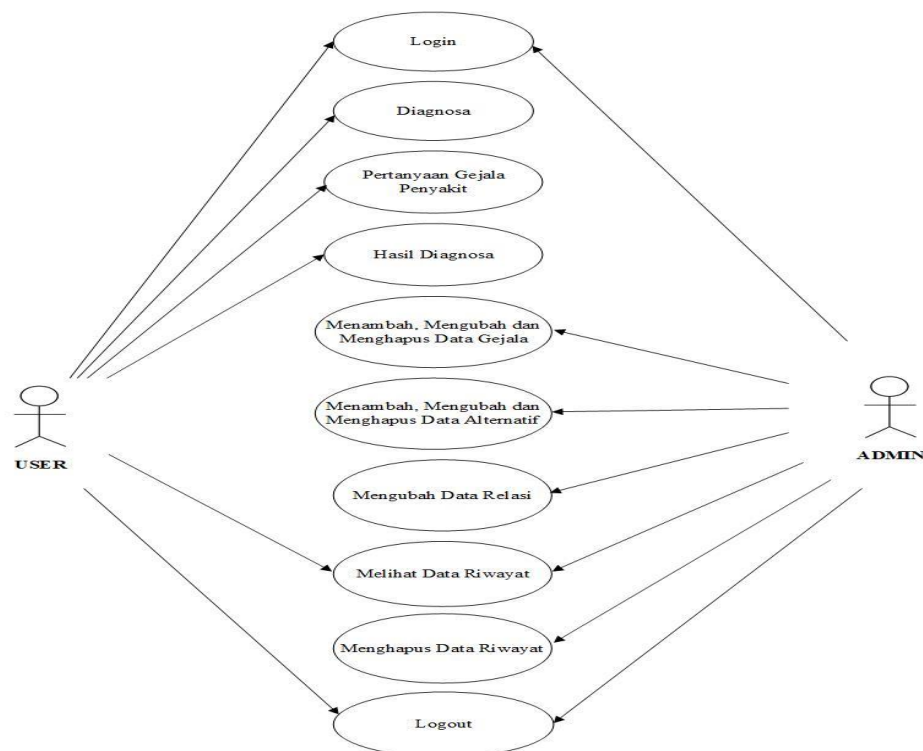 Login
Diagnosa
Pertanyaan Gejala
Penyakit
Hasil Diagnosa
Menambah, Mengubah dan
Menghapus Data Gejala
Menambah, Mengubah dan
Menghapus Data Alternatif
USER
ADMIN
Mengubah Data Relasi
Melihat Data Riwayat
Menghapus Data Riwayat
Logout